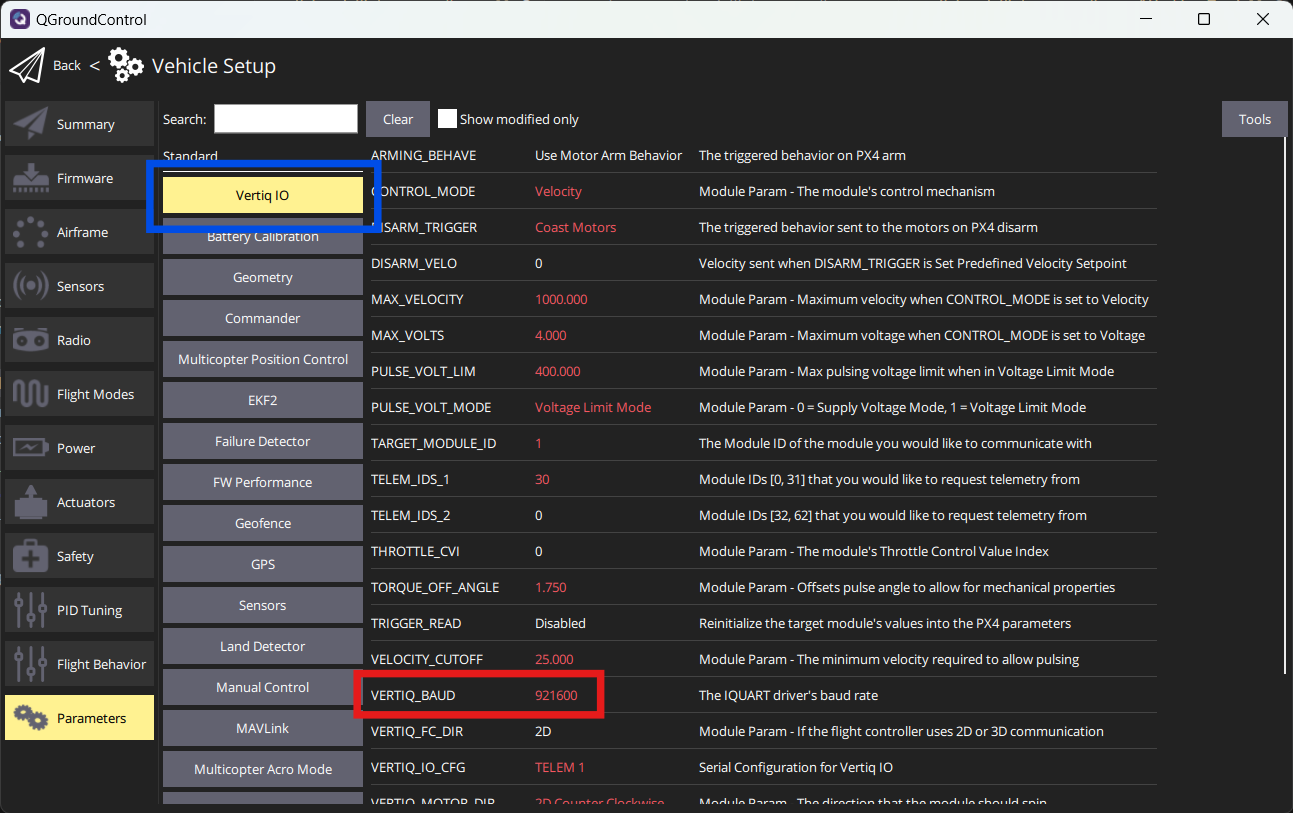 QGroundControl
Back < Vehicle Setup
Summary
Firmware
Airframe
Sensors
Radio
Flight Modes
Power
Actuators
Safety
PID Tuning
Flight Behavior
Parameters
Search: Clear Show modified only Tools
Standard
Vertiq IO
Battery Calibration
Geometry
Commander
Multicopter Position Control
EKF2
Failure Detector
FW Performance
Geofence
GPS
Sensors
Land Detector
Manual Control
MAVLink
Multicopter Acro Mode
ARMING_BEHAVE Use Motor Arm Behavior The triggered behavior on PX4 arm
CONTROL_MODE Velocity Module Param - The module's control mechanism
DISARM_TRIGGER Coast Motors The triggered behavior sent to the motors on PX4 disarm
DISARM_VELO 0 Velocity sent when DISARM_TRIGGER is Set Predefined Velocity Setpoint
MAX_VELOCITY 1000.000 Module Param - Maximum velocity when CONTROL_MODE is set to Velocity
MAX_VOLTS 4.000 Module Param - Maximum voltage when CONTROL_MODE is set to Voltage
PULSE_VOLT_LIM 400.000 Module Param - Max pulsing voltage limit when in Voltage Limit Mode
PULSE_VOLT_MODE Voltage Limit Mode Module Param - 0 = Supply Voltage Mode, 1 = Voltage Limit Mode
TARGET_MODULE_ID 1 The Module ID of the module you would like to communicate with
TELEM_IDS_1 30 Module IDs [0, 31] that you would like to request telemetry from
TELEM_IDS_2 0 Module IDs [32, 62] that you would like to request telemetry from
THROTTLE_CVI 0 Module Param - The module's Throttle Control Value Index
TORQUE_OFF_ANGLE 1.750 Module Param - Offsets pulse angle to allow for mechanical properties
TRIGGER_READ Disabled Reinitialize the target module's values into the PX4 parameters
VELOCITY_CUTOFF 25.000 Module Param - The minimum velocity required to allow pulsing
VERTIQ_BAUD 921600 The IQUART driver's baud rate
VERTIQ_FC_DIR 2D Module Param - If the flight controller uses 2D or 3D communication
VERTIQ_IO_CFG TELEM 1 Serial Configuration for Vertiq IO
VERTIQ_MOTOR_DIR 2D Counter Clockwise Module Param - The direction that the module should spin